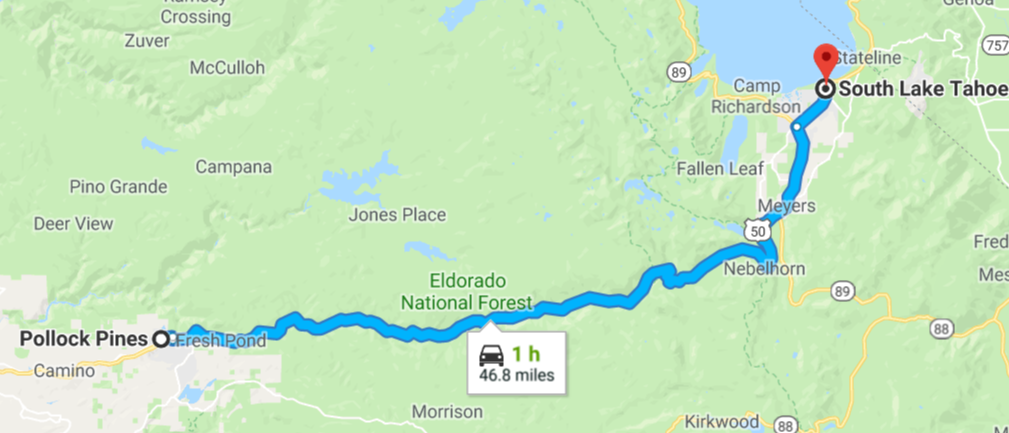 Ramsey
Crossing
Genoa
Zuver
757
McCulloh
89
Stateline
Camp
Richardson
South Lake Tahoe
Campana
Fallen Leaf
Pino Grande
Jones Place
Meyers
Deer View
50
Fred
Nebelhorn
Mes
Eldorado
National Forest
89
88
Pollock Pines
Fresh Pond
1 h
46.8 miles
Camino
Morrison
Kirkwood
88